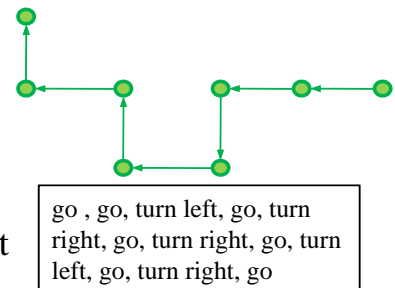 go , go, turn left, go, turn
right, go, turn right, go, turn
t
left, go, turn right, go